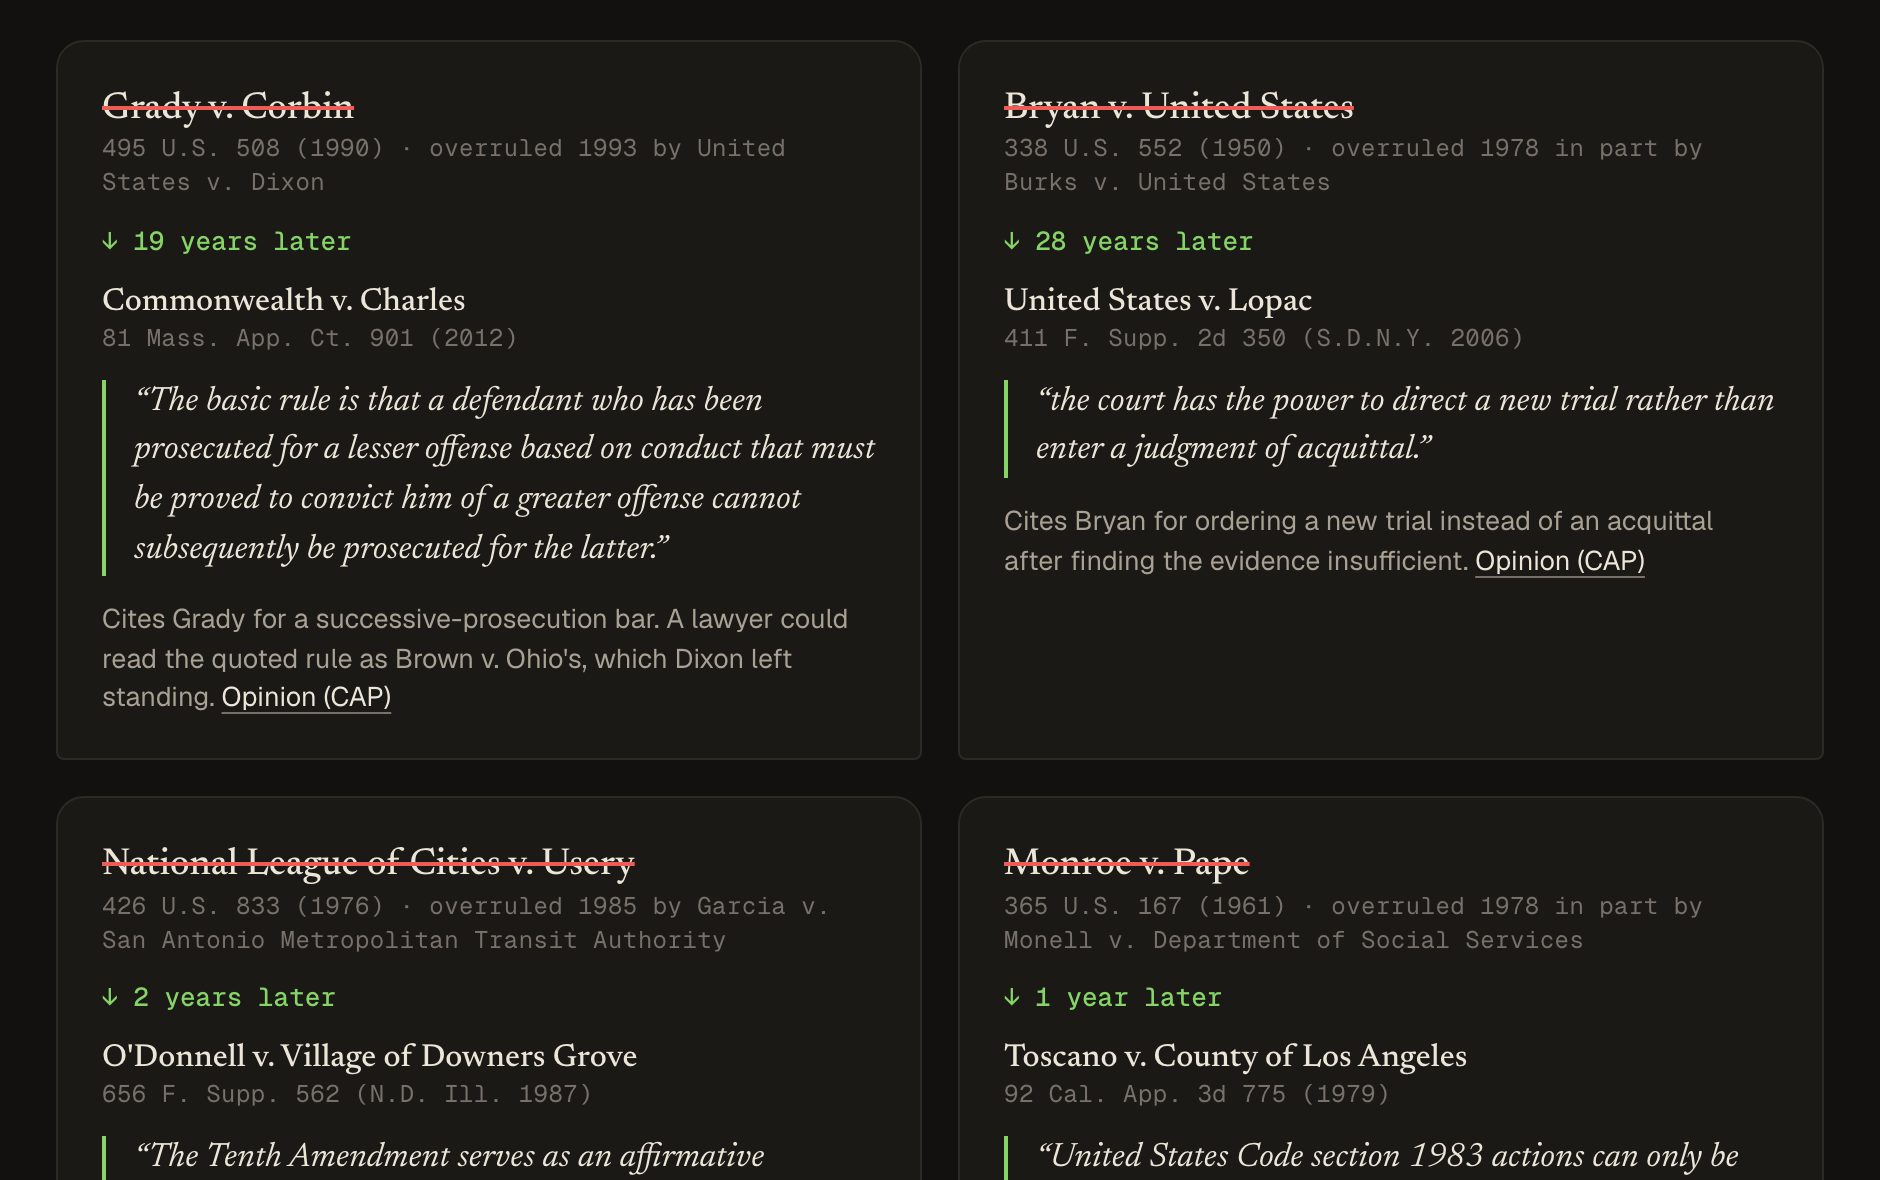 Grady v. Corbin
495 U.S. 508 (1990) · overruled 1993 by United
States v. Dixon
↓ 19 years later
Commonwealth v. Charles
81 Mass. App. Ct. 901 (2012)
“The basic rule is that a defendant who has been
prosecuted for a lesser offense based on conduct that must
be proved to convict him of a greater offense cannot
subsequently be prosecuted for the latter.”
Cites Grady for a successive-prosecution bar. A lawyer could
read the quoted rule as Brown v. Ohio's, which Dixon left
standing. Opinion (CAP)
Bryan v. United States
338 U.S. 552 (1950) · overruled 1978 in part by
Burks v. United States
↓ 28 years later
United States v. Lopac
411 F. Supp. 2d 350 (S.D.N.Y. 2006)
“the court has the power to direct a new trial rather than
enter a judgment of acquittal.”
Cites Bryan for ordering a new trial instead of an acquittal
after finding the evidence insufficient. Opinion (CAP)
National League of Cities v. Usery
426 U.S. 833 (1976) · overruled 1985 by Garcia v.
San Antonio Metropolitan Transit Authority
↓ 2 years later
O'Donnell v. Village of Downers Grove
656 F. Supp. 562 (N.D. Ill. 1987)
“The Tenth Amendment serves as an affirmative
Monroe v. Pape
365 U.S. 167 (1961) · overruled 1978 in part by
Monell v. Department of Social Services
↓ 1 year later
Toscano v. County of Los Angeles
92 Cal. App. 3d 775 (1979)
“United States Code section 1983 actions can only be